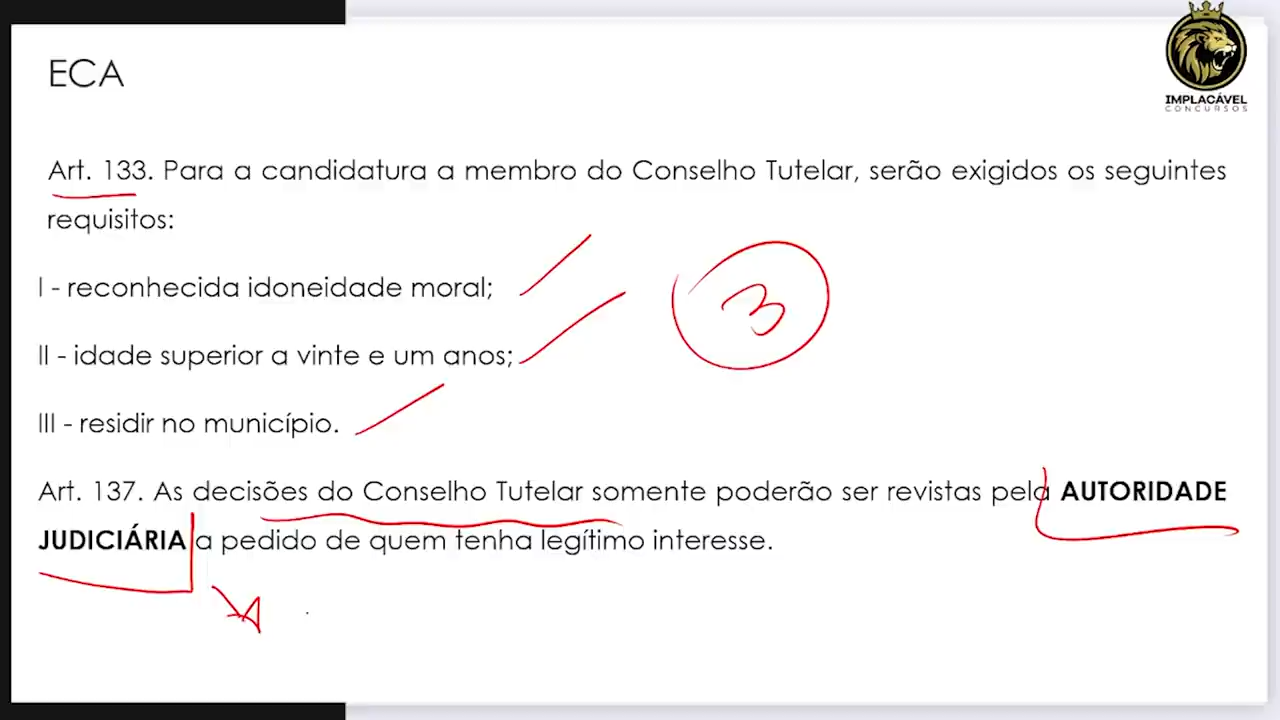 IMPLACÁVEL
CONCURSOS
ECA
Art. 133. Para a candidatura a membro do Conselho Tutelar, serão exigidos os seguintes
requisitos:
I - reconhecida idoneidade moral;
3
II - idade superior a vinte e um anos;
III - residir no município.
Art. 137. As decisões do Conselho Tutelar somente poderão ser revistas pela AUTORIDADE
JUDICIÁRIA a pedido de quem tenha legítimo interesse.